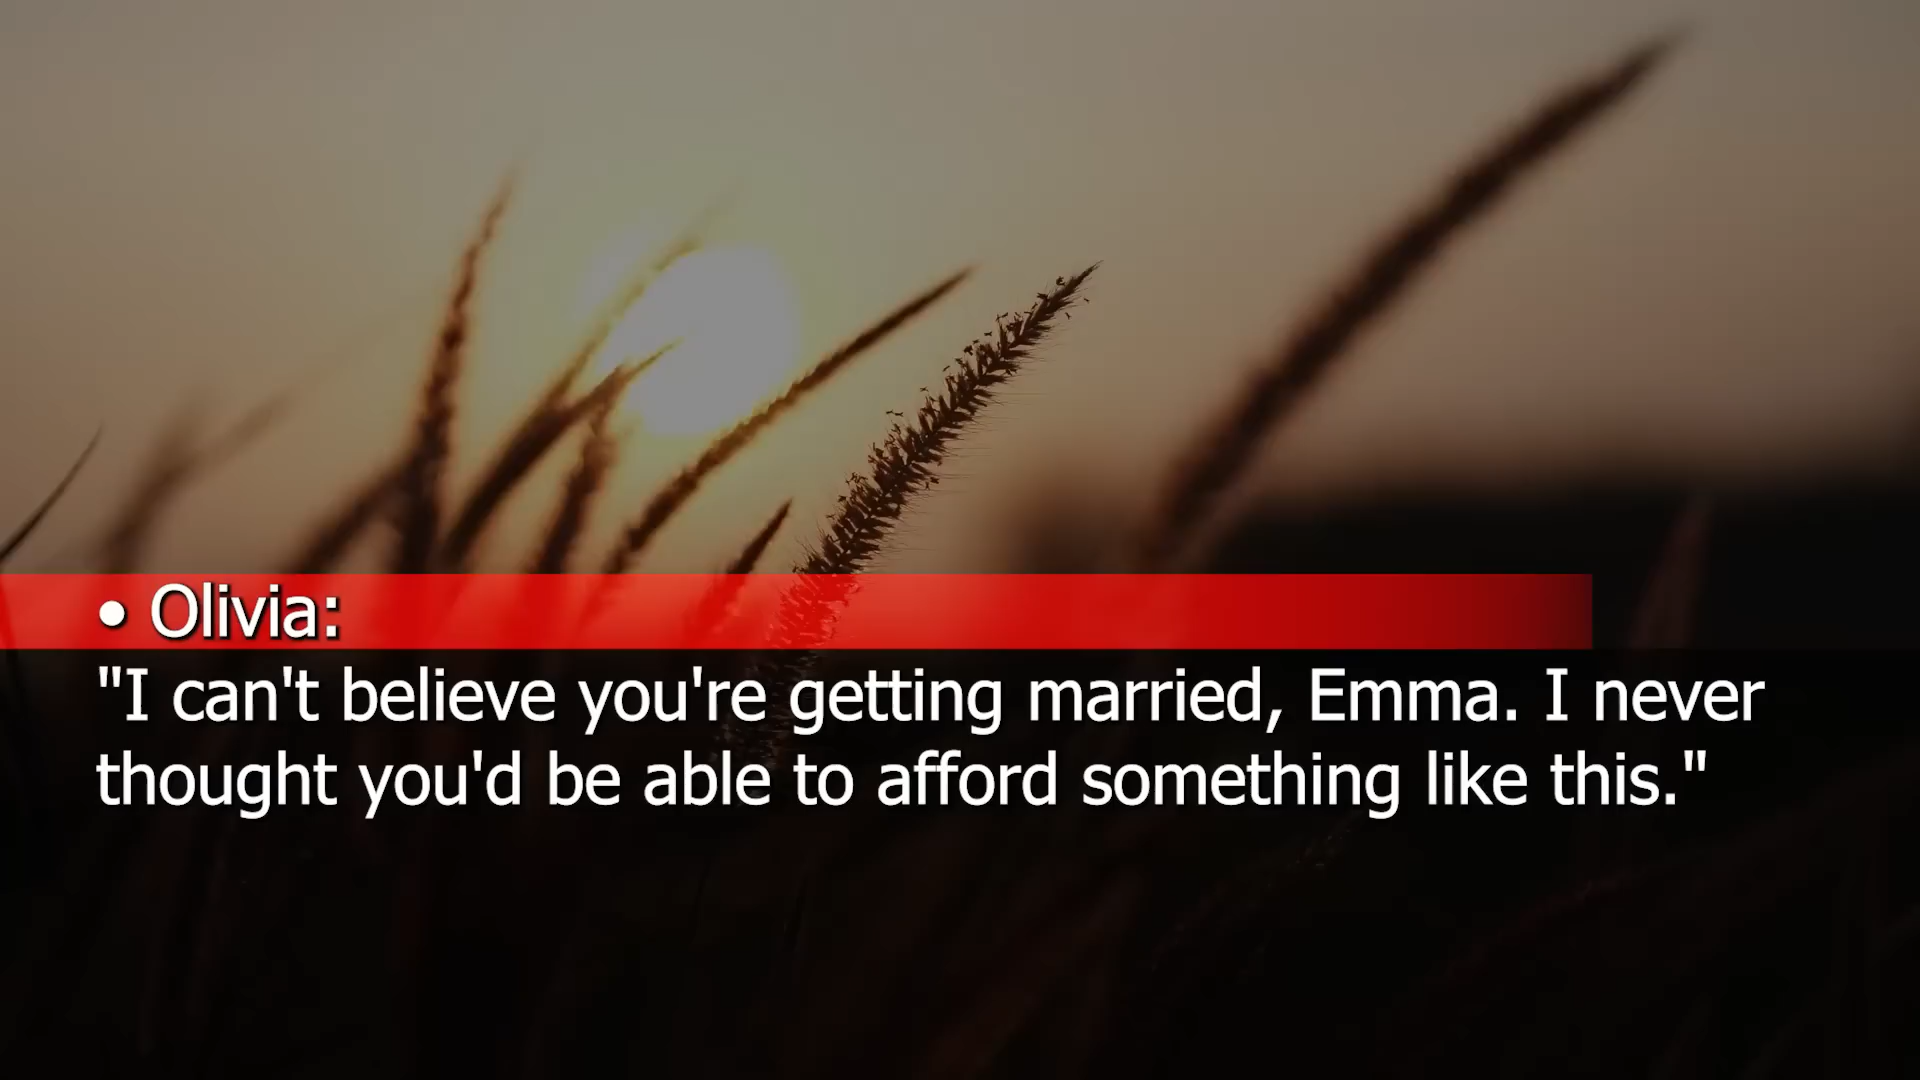 • Olivia:
"I can't believe you're getting married, Emma. I never
thought you'd be able to afford something like this."